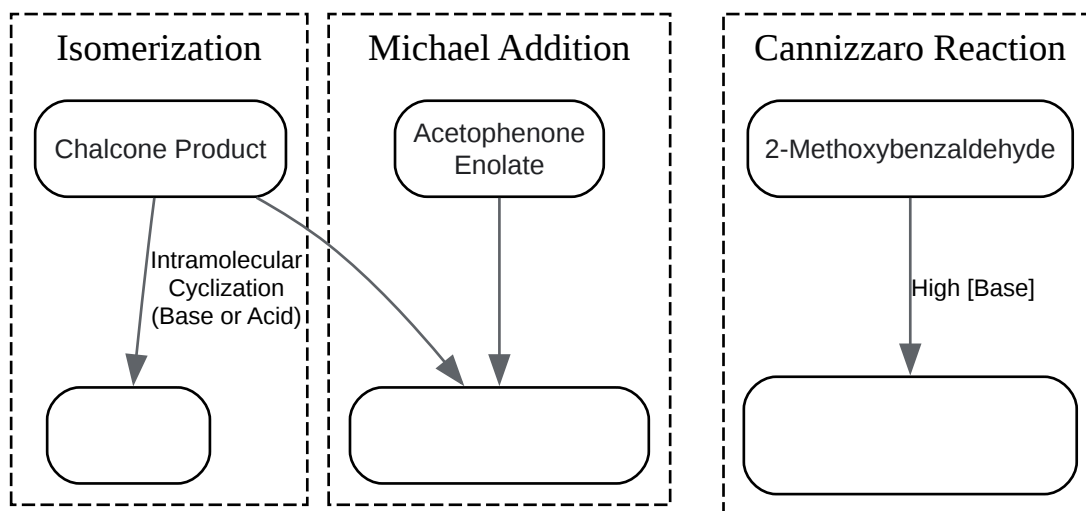 Isomerization
Chalcone Product
Intramolecular
Cyclization
(Base or Acid)
Michael Addition
Acetophenone
Enolate
Cannizzaro Reaction
2-Methoxybenzaldehyde
High [Base]